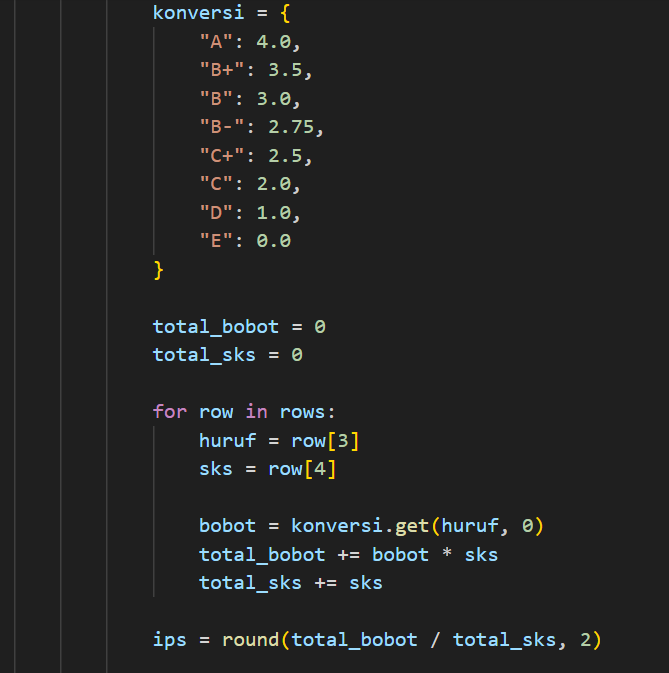 konversi = {
    "A": 4.0,
    "B+": 3.5,
    "B": 3.0,
    "B-": 2.75,
    "C+": 2.5,
    "C": 2.0,
    "D": 1.0,
    "E": 0.0
}
total_bobot = 0
total_sks = 0
for row in rows:
    huruf = row[3]
    sks = row[4]
    bobot = konversi.get(huruf, 0)
    total_bobot += bobot * sks
    total_sks += sks
ips = round(total_bobot / total_sks, 2)